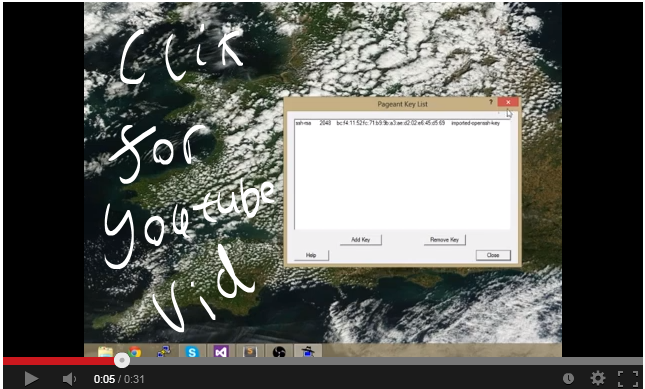 Clik
for
Youtube
Vid
Pageant Key List
?
ssh-rsa 2048 bc:f4:11:52:fc:7f:b9:9b:a3:ae:d2:02:e6:45:d5:69 imported-openssh-key
Add Key Remove Key
Help Close
0:05 / 0:31